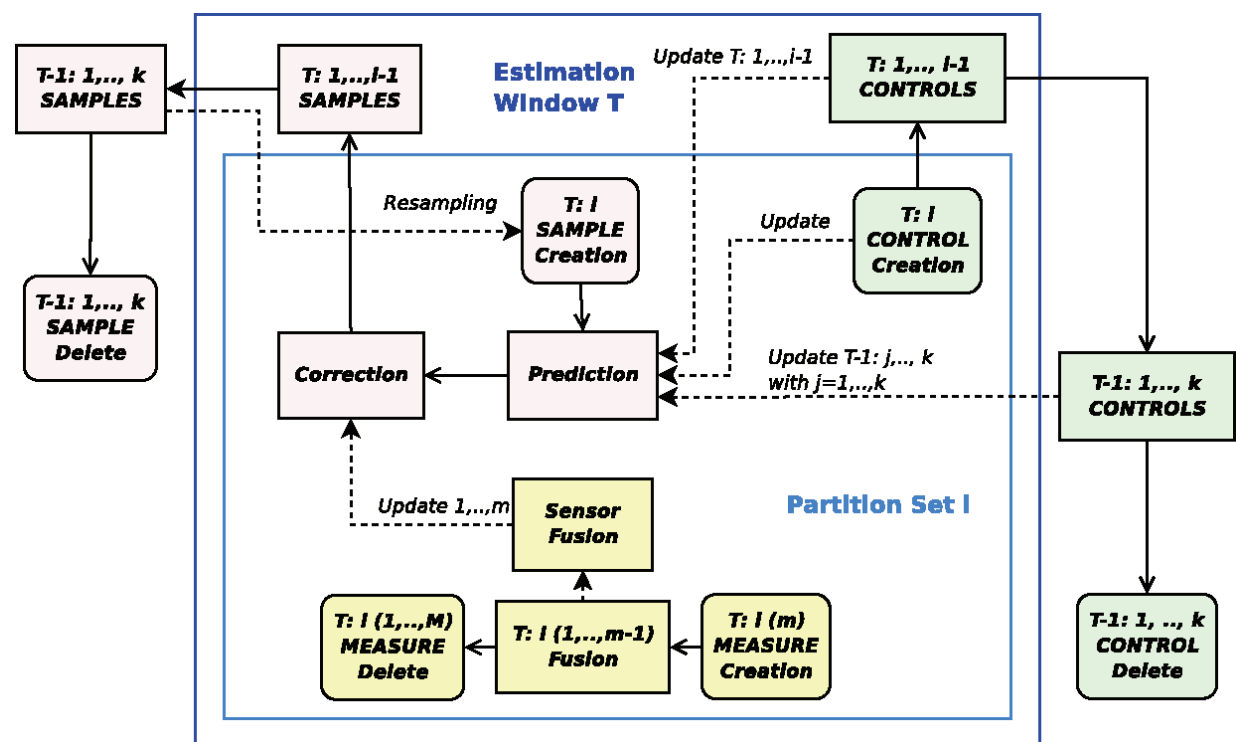 T-1: 1,.., k
SAMPLES
T: 1,..,i-1
SAMPLES
Estimation
Window T
Update T: 1,..,i-1
T: 1,.., i-1
CONTROLS
Resampling
T: i
SAMPLE
Creation
Update
T: i
CONTROL
Creation
T-1: 1,.., k
SAMPLE
Delete
Correction
Prediction
Update T-1: j,.., k
with j=1,..,k
T-1: 1,.., k
CONTROLS
Update 1,..,m
Sensor
Fusion
Partition Set i
T: i (1,..,M)
MEASURE
Delete
T: i (1,..,m-1)
Fusion
T: i (m)
MEASURE
Creation
T-1: 1, .., k
CONTROL
Delete